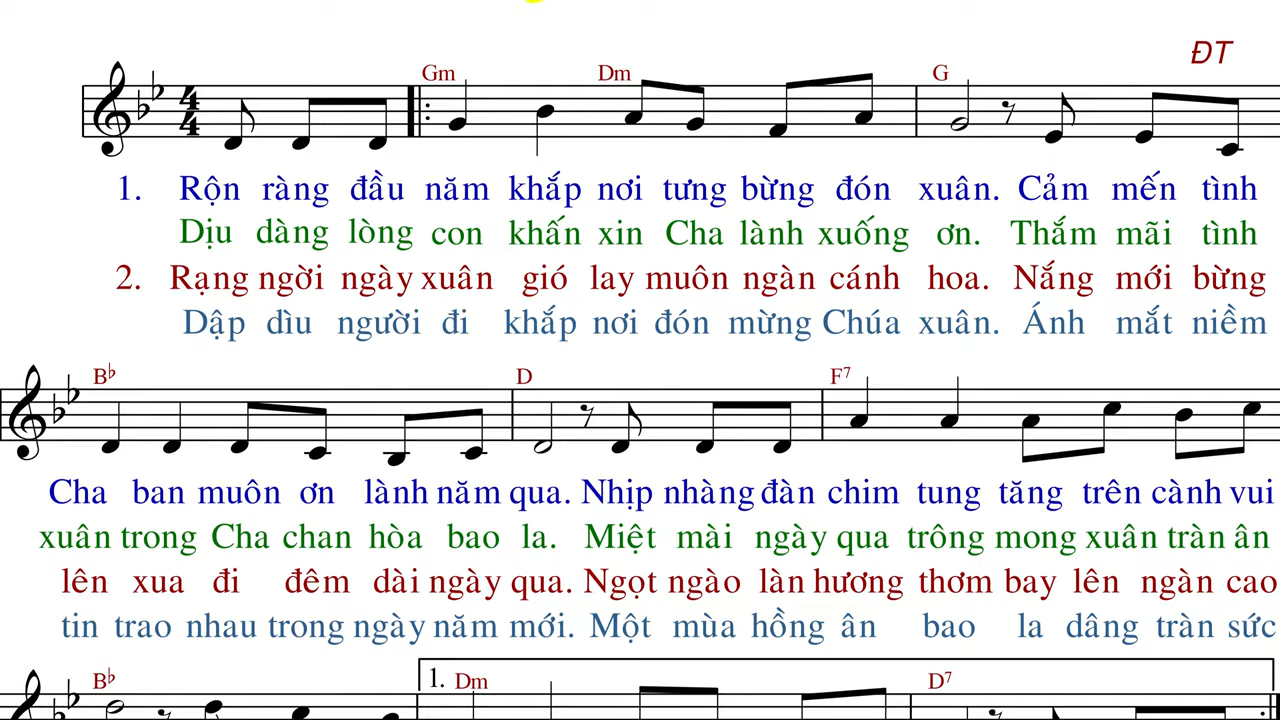 ĐT
Gm Dm G
1. Rộn ràng đầu năm khắp nơi tưng bừng đón xuân. Cảm mến tình
Dịu dàng lòng con khấn xin Cha lành xuống ơn. Thắm mãi tình
2. Rạng ngời ngày xuân gió lay muôn ngàn cánh hoa. Nắng mới bừng
Dập dìu người đi khắp nơi đón mừng Chúa xuân. Ánh mắt niềm
B♭ D F7
Cha ban muôn ơn lành năm qua. Nhịp nhàng đàn chim tung tăng trên cành vui
xuân trong Cha chan hòa bao la. Miệt mài ngày qua trông mong xuân tràn ân
lên xua đi đêm dài ngày qua. Ngọt ngào làn hương thơm bay lên ngàn cao
tin trao nhau trong ngày năm mới. Một mùa hồng ân bao la dâng tràn sức
B♭ 1. Dm D7